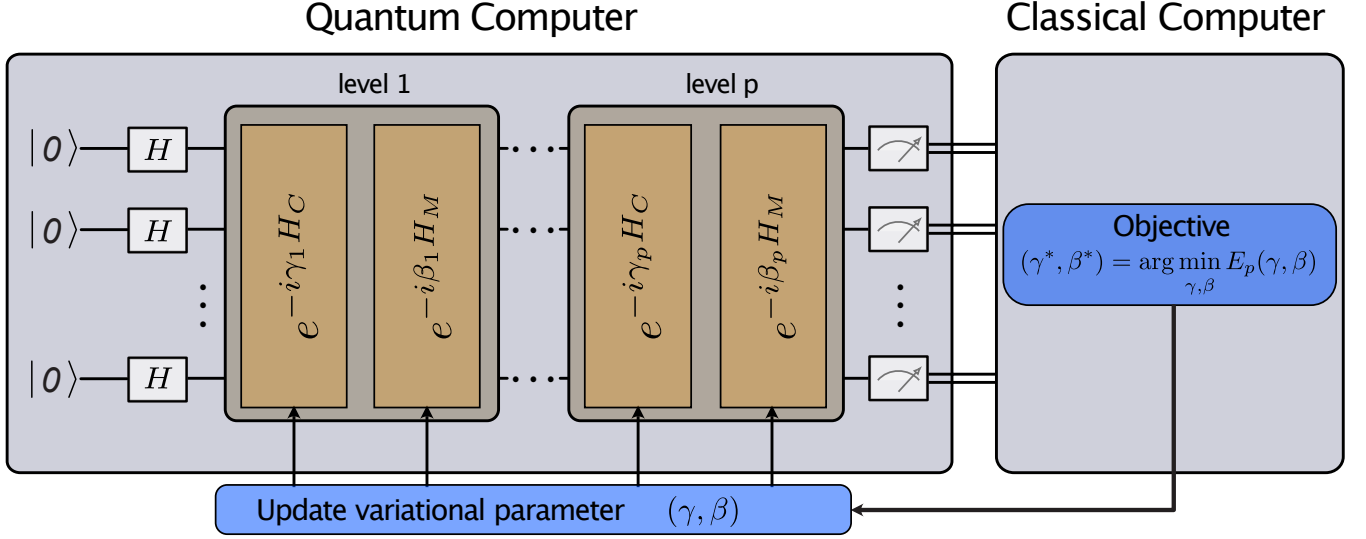 Quantum Computer
Classical Computer
level 1
level p
|0⟩ H
|0⟩ H
⋮
|0⟩ H
e^{-iγ_1 H_C}
e^{-iβ_1 H_M}
e^{-iγ_p H_C}
e^{-iβ_p H_M}
Objective
(γ*, β*) = arg min E_p(γ, β)
γ,β
Update variational parameter (γ, β)